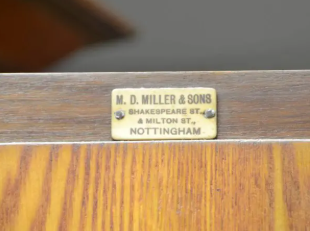 M. D. MILLER & SONS
SHAKESPEARE ST.,
& MILTON ST.,
NOTTINGHAM